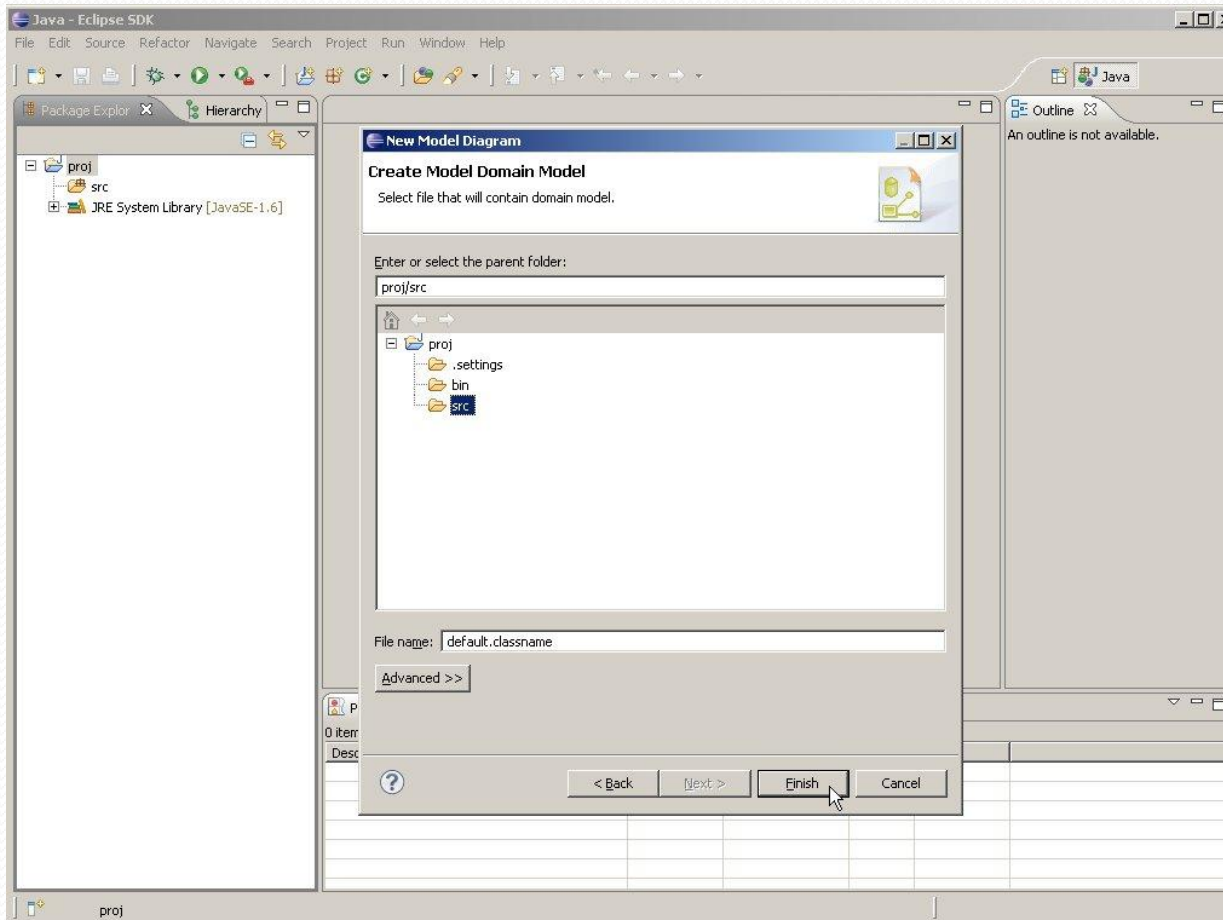 Java - Eclipse SDK
File Edit Source Refactor Navigate Search Project Run Window Help
Java
Package Explor
Hierarchy
proj
src
JRE System Library [JavaSE-1.6]
Outline
An outline is not available.
New Model Diagram
Create Model Domain Model
Select file that will contain domain model.
Enter or select the parent folder:
proj/src
proj
.settings
bin
src
File name: default.classname
Advanced >>
P
0 item
Desc
?
< Back Next > Finish Cancel
proj